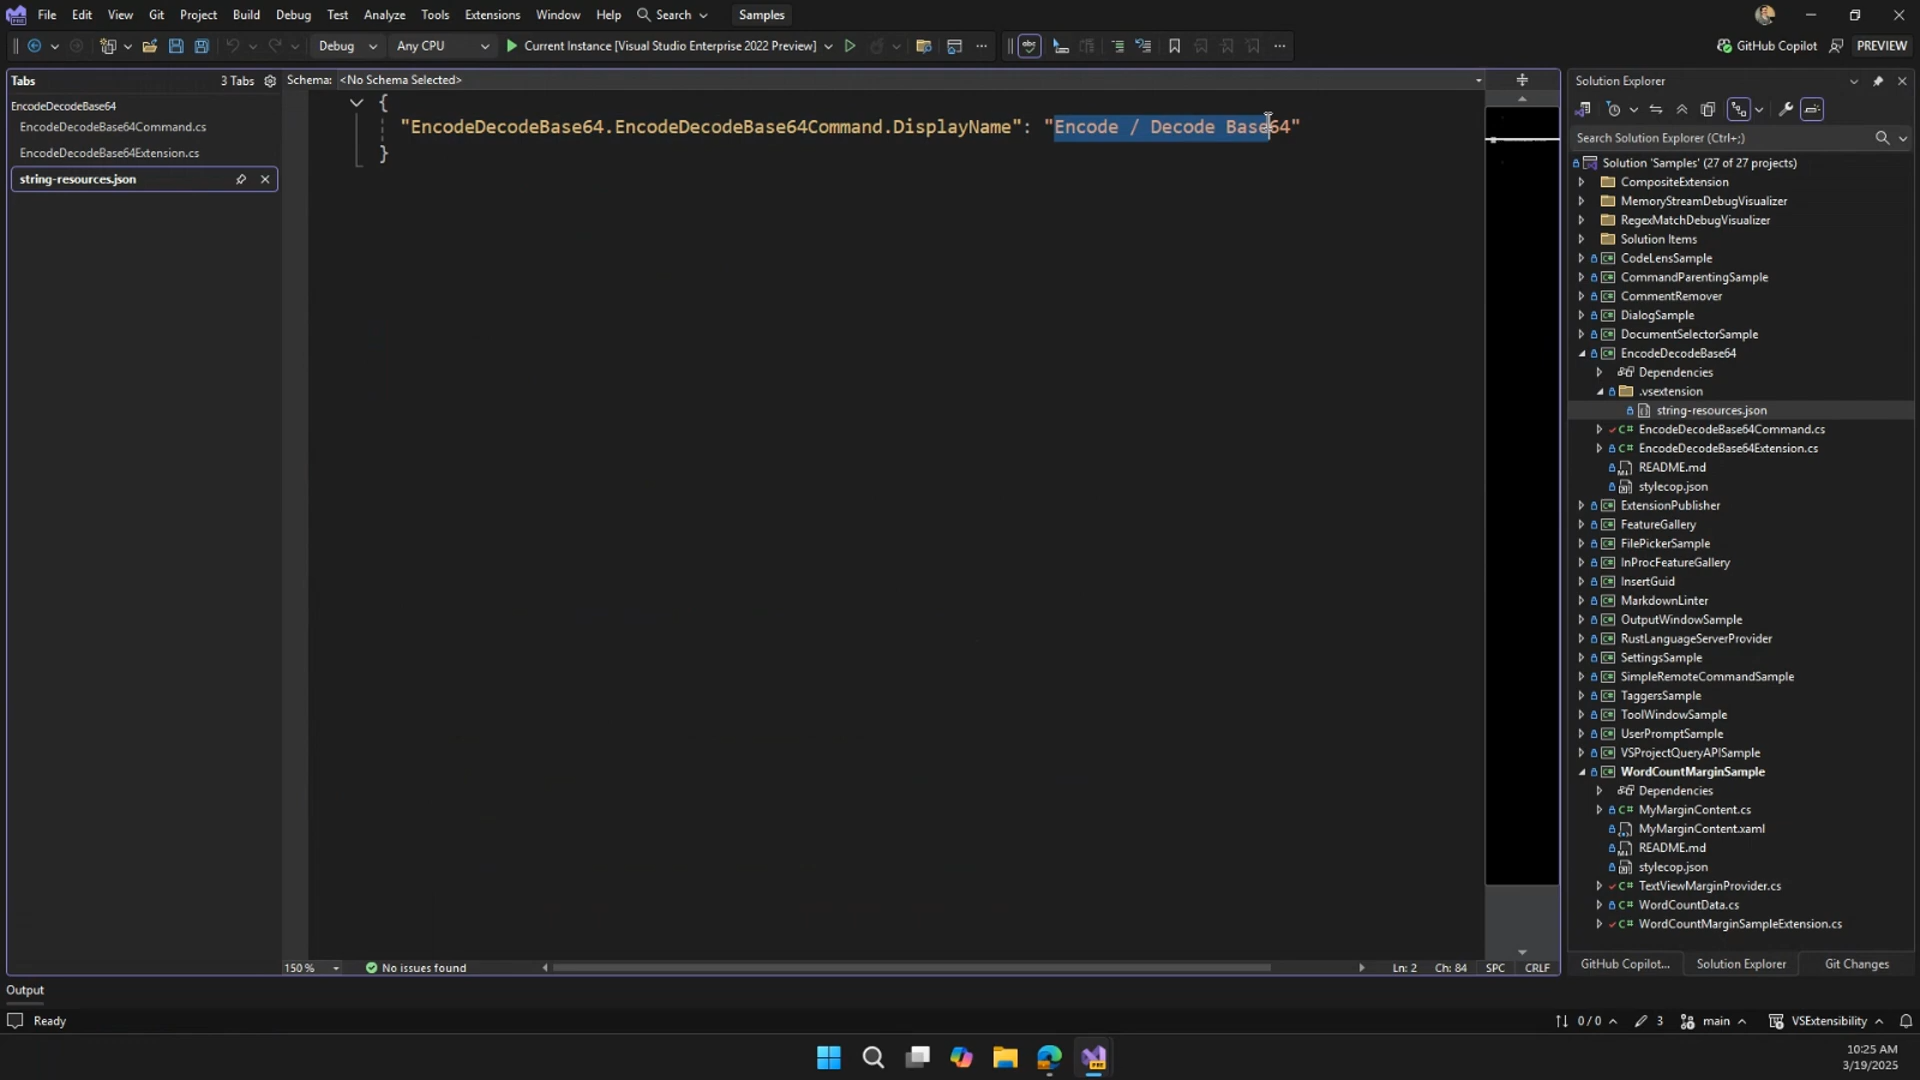 File Edit View Git Project Build Debug Test Analyze Tools Extensions Window Help Search Samples
Debug Any CPU Current Instance [Visual Studio Enterprise 2022 Preview] GitHub Copilot PREVIEW
Tabs 3 Tabs
EncodeDecodeBase64
EncodeDecodeBase64Command.cs
EncodeDecodeBase64Extension.cs
string-resources.json
Schema: <No Schema Selected>
{
"EncodeDecodeBase64.EncodeDecodeBase64Command.DisplayName": "Encode / Decode Base64"
}
150 % No issues found Ln: 2 Ch: 84 SPC CRLF
Solution Explorer
Search Solution Explorer (Ctrl+;)
Solution 'Samples' (27 of 27 projects)
CompositeExtension
MemoryStreamDebugVisualizer
RegexMatchDebugVisualizer
Solution Items
CodeLensSample
CommandParentingSample
CommentRemover
DialogSample
DocumentSelectorSample
EncodeDecodeBase64
Dependencies
.vsextension
string-resources.json
C# EncodeDecodeBase64Command.cs
C# EncodeDecodeBase64Extension.cs
README.md
stylecop.json
ExtensionPublisher
FeatureGallery
FilePickerSample
InProcFeatureGallery
InsertGuid
MarkdownLinter
OutputWindowSample
RustLanguageServerProvider
SettingsSample
SimpleRemoteCommandSample
TaggersSample
ToolWindowSample
UserPromptSample
VSProjectQueryAPISample
WordCountMarginSample
Dependencies
C# MyMarginContent.cs
MyMarginContent.xaml
README.md
stylecop.json
C# TextViewMarginProvider.cs
C# WordCountData.cs
C# WordCountMarginSampleExtension.cs
GitHub Copilot... Solution Explorer Git Changes
Output
Ready 0 / 0 3 main VSExtensibility
10:25 AM
3/19/2025